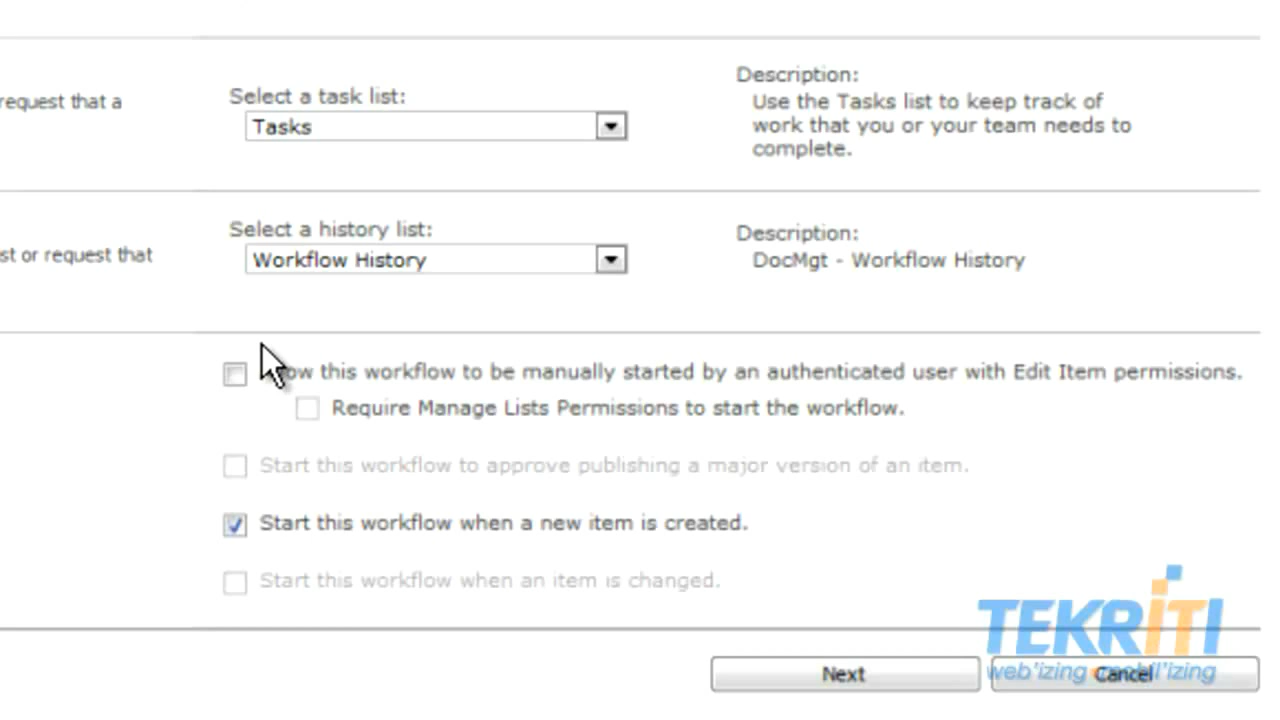 request that a
Select a task list:
Tasks
Description:
Use the Tasks list to keep track of
work that you or your team needs to
complete.
st or request that
Select a history list:
Workflow History
Description:
DocMgt - Workflow History
ow this workflow to be manually started by an authenticated user with Edit Item permissions.
Require Manage Lists Permissions to start the workflow.
Start this workflow to approve publishing a major version of an item.
Start this workflow when a new item is created.
Start this workflow when an item is changed.
TEKRiTi
Next
Cancel
web'izing mobil'izing